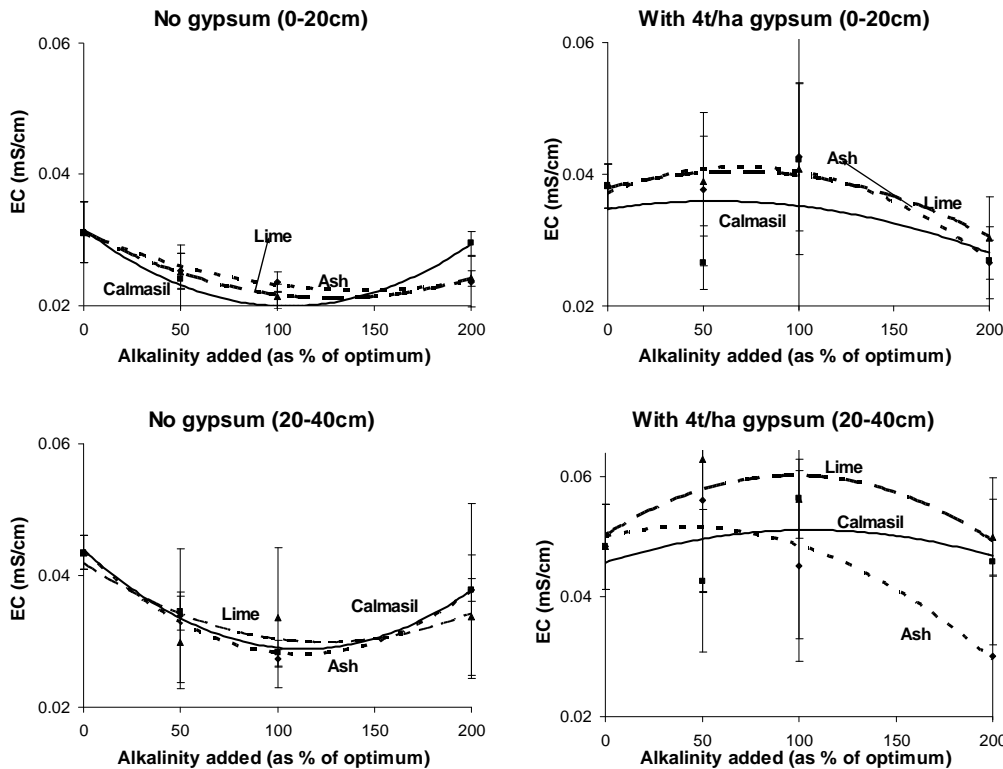 No gypsum (0-20cm)
0.06
0.04
0.02
EC (mS/cm)
Lime
Calmasil
Ash
0 50 100 150 200
Alkalinity added (as % of optimum)
With 4t/ha gypsum (0-20cm)
0.06
0.04
0.02
EC (mS/cm)
Ash
Lime
Calmasil
0 50 100 150 200
Alkalinity added (as % of optimum)
No gypsum (20-40cm)
0.06
0.04
0.02
EC (mS/cm)
Lime
Calmasil
Ash
0 50 100 150 200
Alkalinity added (as % of optimum)
With 4t/ha gypsum (20-40cm)
0.06
0.04
0.02
EC (mS/cm)
Lime
Calmasil
Ash
0 50 100 150 200
Alkalinity added (as % of optimum)